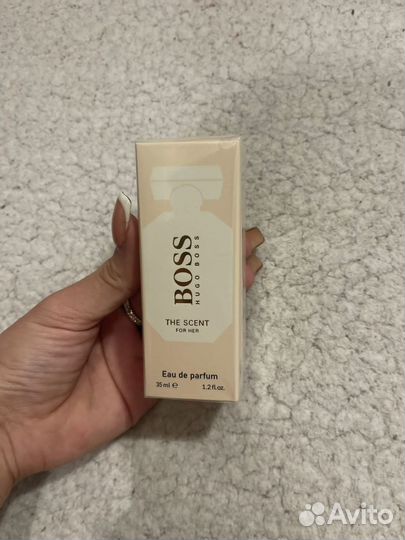 BOSS
HUGO BOSS
THE SCENT
FOR HER
Eau de parfum
35 ml ℮ 1.2 fl.oz.
Avito